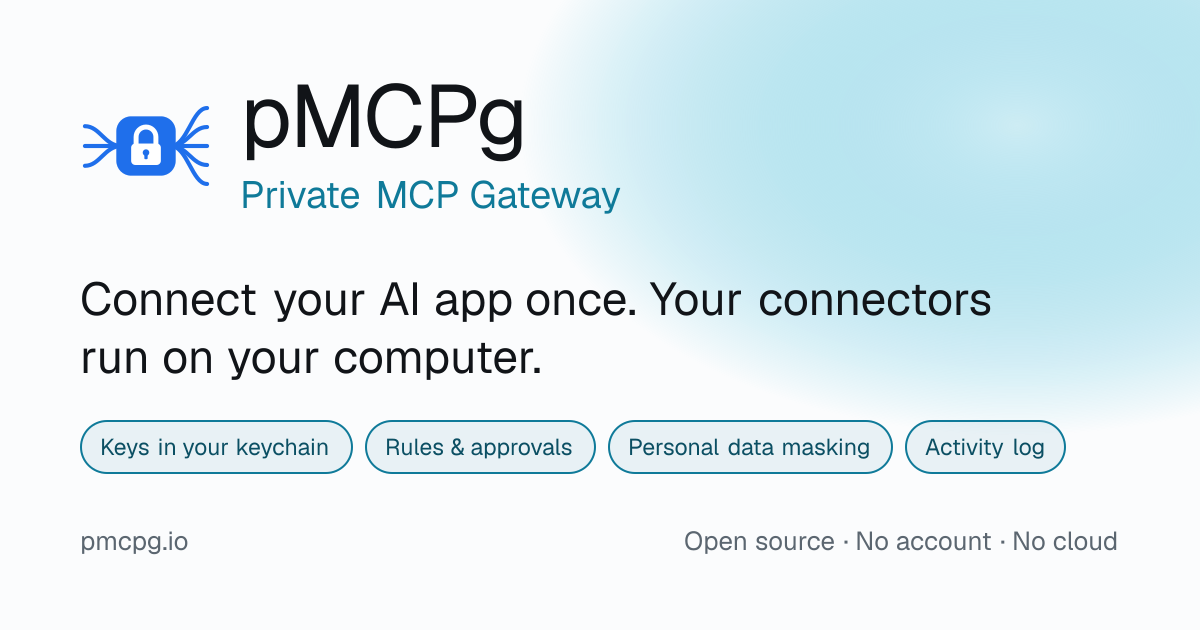 pMCPg
Private MCP Gateway
Connect your AI app once. Your connectors
run on your computer.
Keys in your keychain
Rules & approvals
Personal data masking
Activity log
pmcpg.io
Open source · No account · No cloud